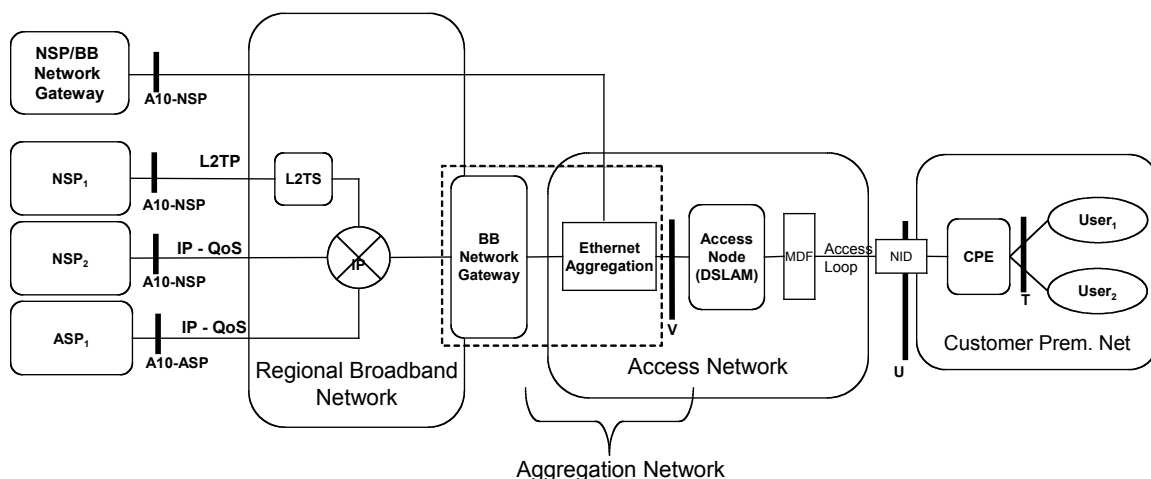 NSP/BB
Network
Gateway
A10-NSP
NSP₁
L2TP
A10-NSP
L2TS
NSP₂
IP - QoS
A10-NSP
IP
ASP₁
IP - QoS
A10-ASP
Regional Broadband
Network
BB
Network
Gateway
Ethernet
Aggregation
V
Access
Node
(DSLAM)
MDF
Access
Loop
Access Network
NID
U
CPE
T
User₁
User₂
Customer Prem. Net
Aggregation Network